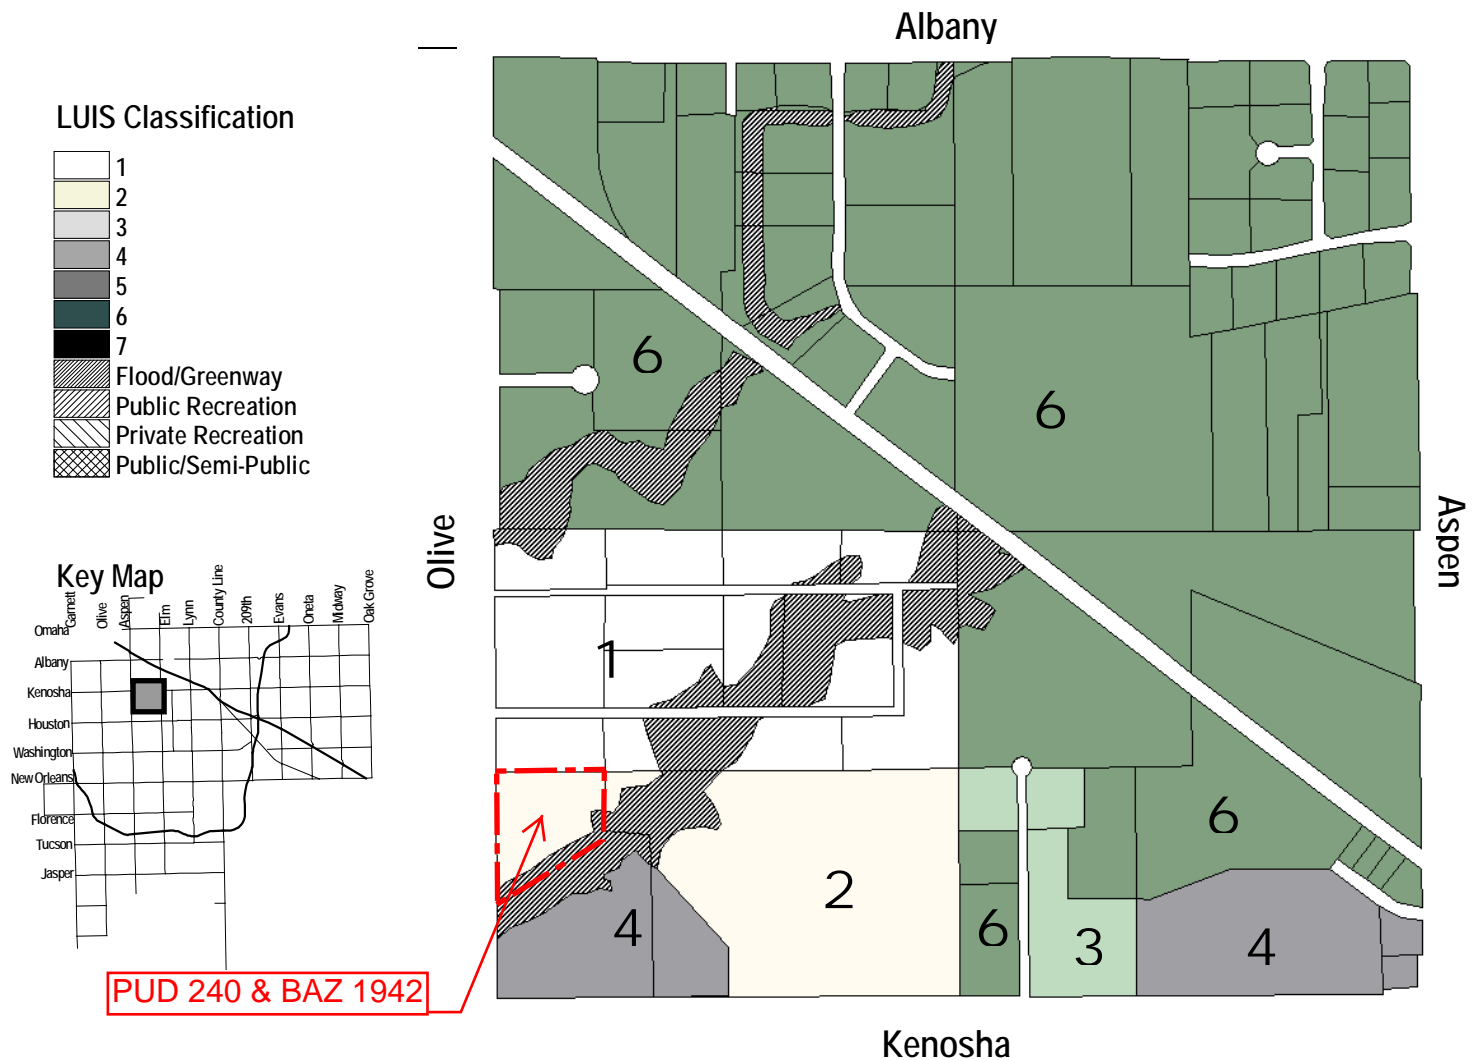 Albany
LUIS Classification
1
2
3
4
5
6
7
Flood/Greenway
Public Recreation
Private Recreation
Public/Semi-Public
Olive
Aspen
Kenosha
6
6
1
6
2
4
6
3
4
PUD 240 & BAZ 1942
Key Map
Garnett
Olive
Aspen
Elm
Lynn
County Line
209th
Evans
Oneta
Midway
Oak Grove
Omaha
Albany
Kenosha
Houston
Washington
New Orleans
Florence
Tucson
Jasper